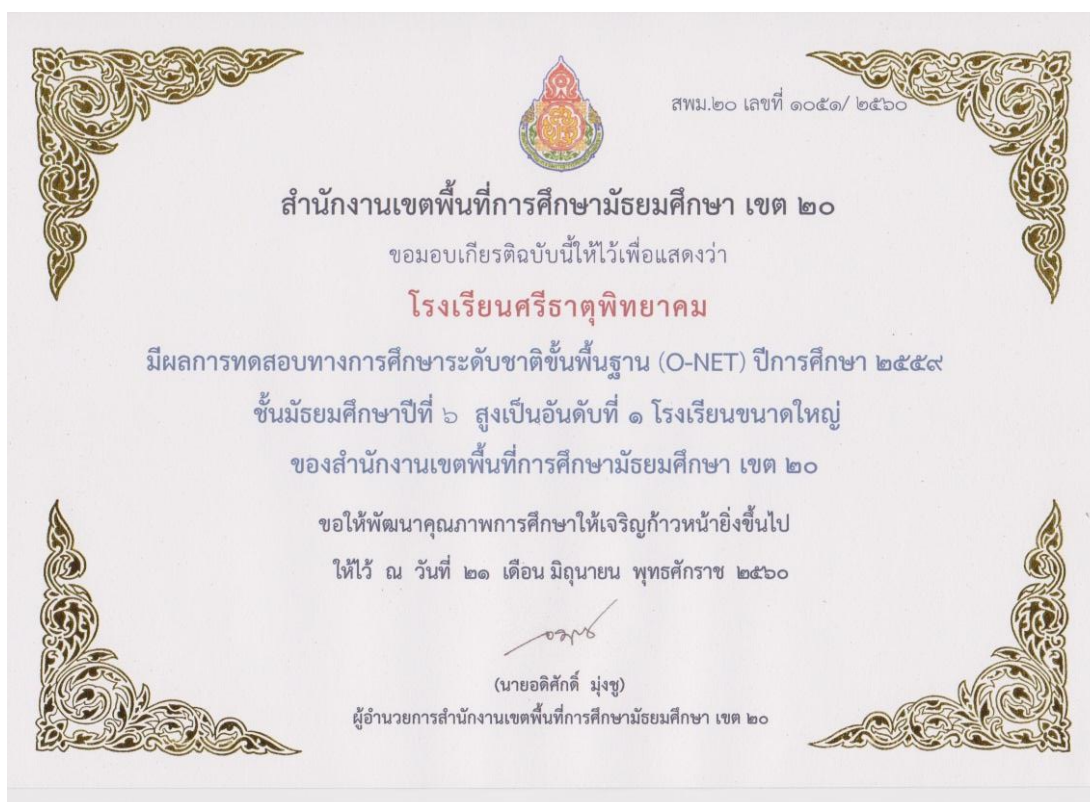 สพม.๒๐ เลขที่ ๑๐๕๑/ ๒๕๖๐
สำนักงานเขตพื้นที่การศึกษามัธยมศึกษา เขต ๒๐
ขอมอบเกียรติฉบับนี้ให้ไว้เพื่อแสดงว่า
โรงเรียนศรีธาตุพิทยาคม
มีผลการทดสอบทางการศึกษาระดับชาติขั้นพื้นฐาน (O-NET) ปีการศึกษา ๒๕๕๙
ชั้นมัธยมศึกษาปีที่ ๖ สูงเป็นอันดับที่ ๑ โรงเรียนขนาดใหญ่
ของสำนักงานเขตพื้นที่การศึกษามัธยมศึกษา เขต ๒๐
ขอให้พัฒนาคุณภาพการศึกษาให้เจริญก้าวหน้ายิ่งขึ้นไป
ให้ไว้ ณ วันที่ ๒๑ เดือน มิถุนายน พุทธศักราช ๒๕๖๐
(นายอดิศักดิ์ มุ่งชู)
ผู้อำนวยการสำนักงานเขตพื้นที่การศึกษามัธยมศึกษา เขต ๒๐